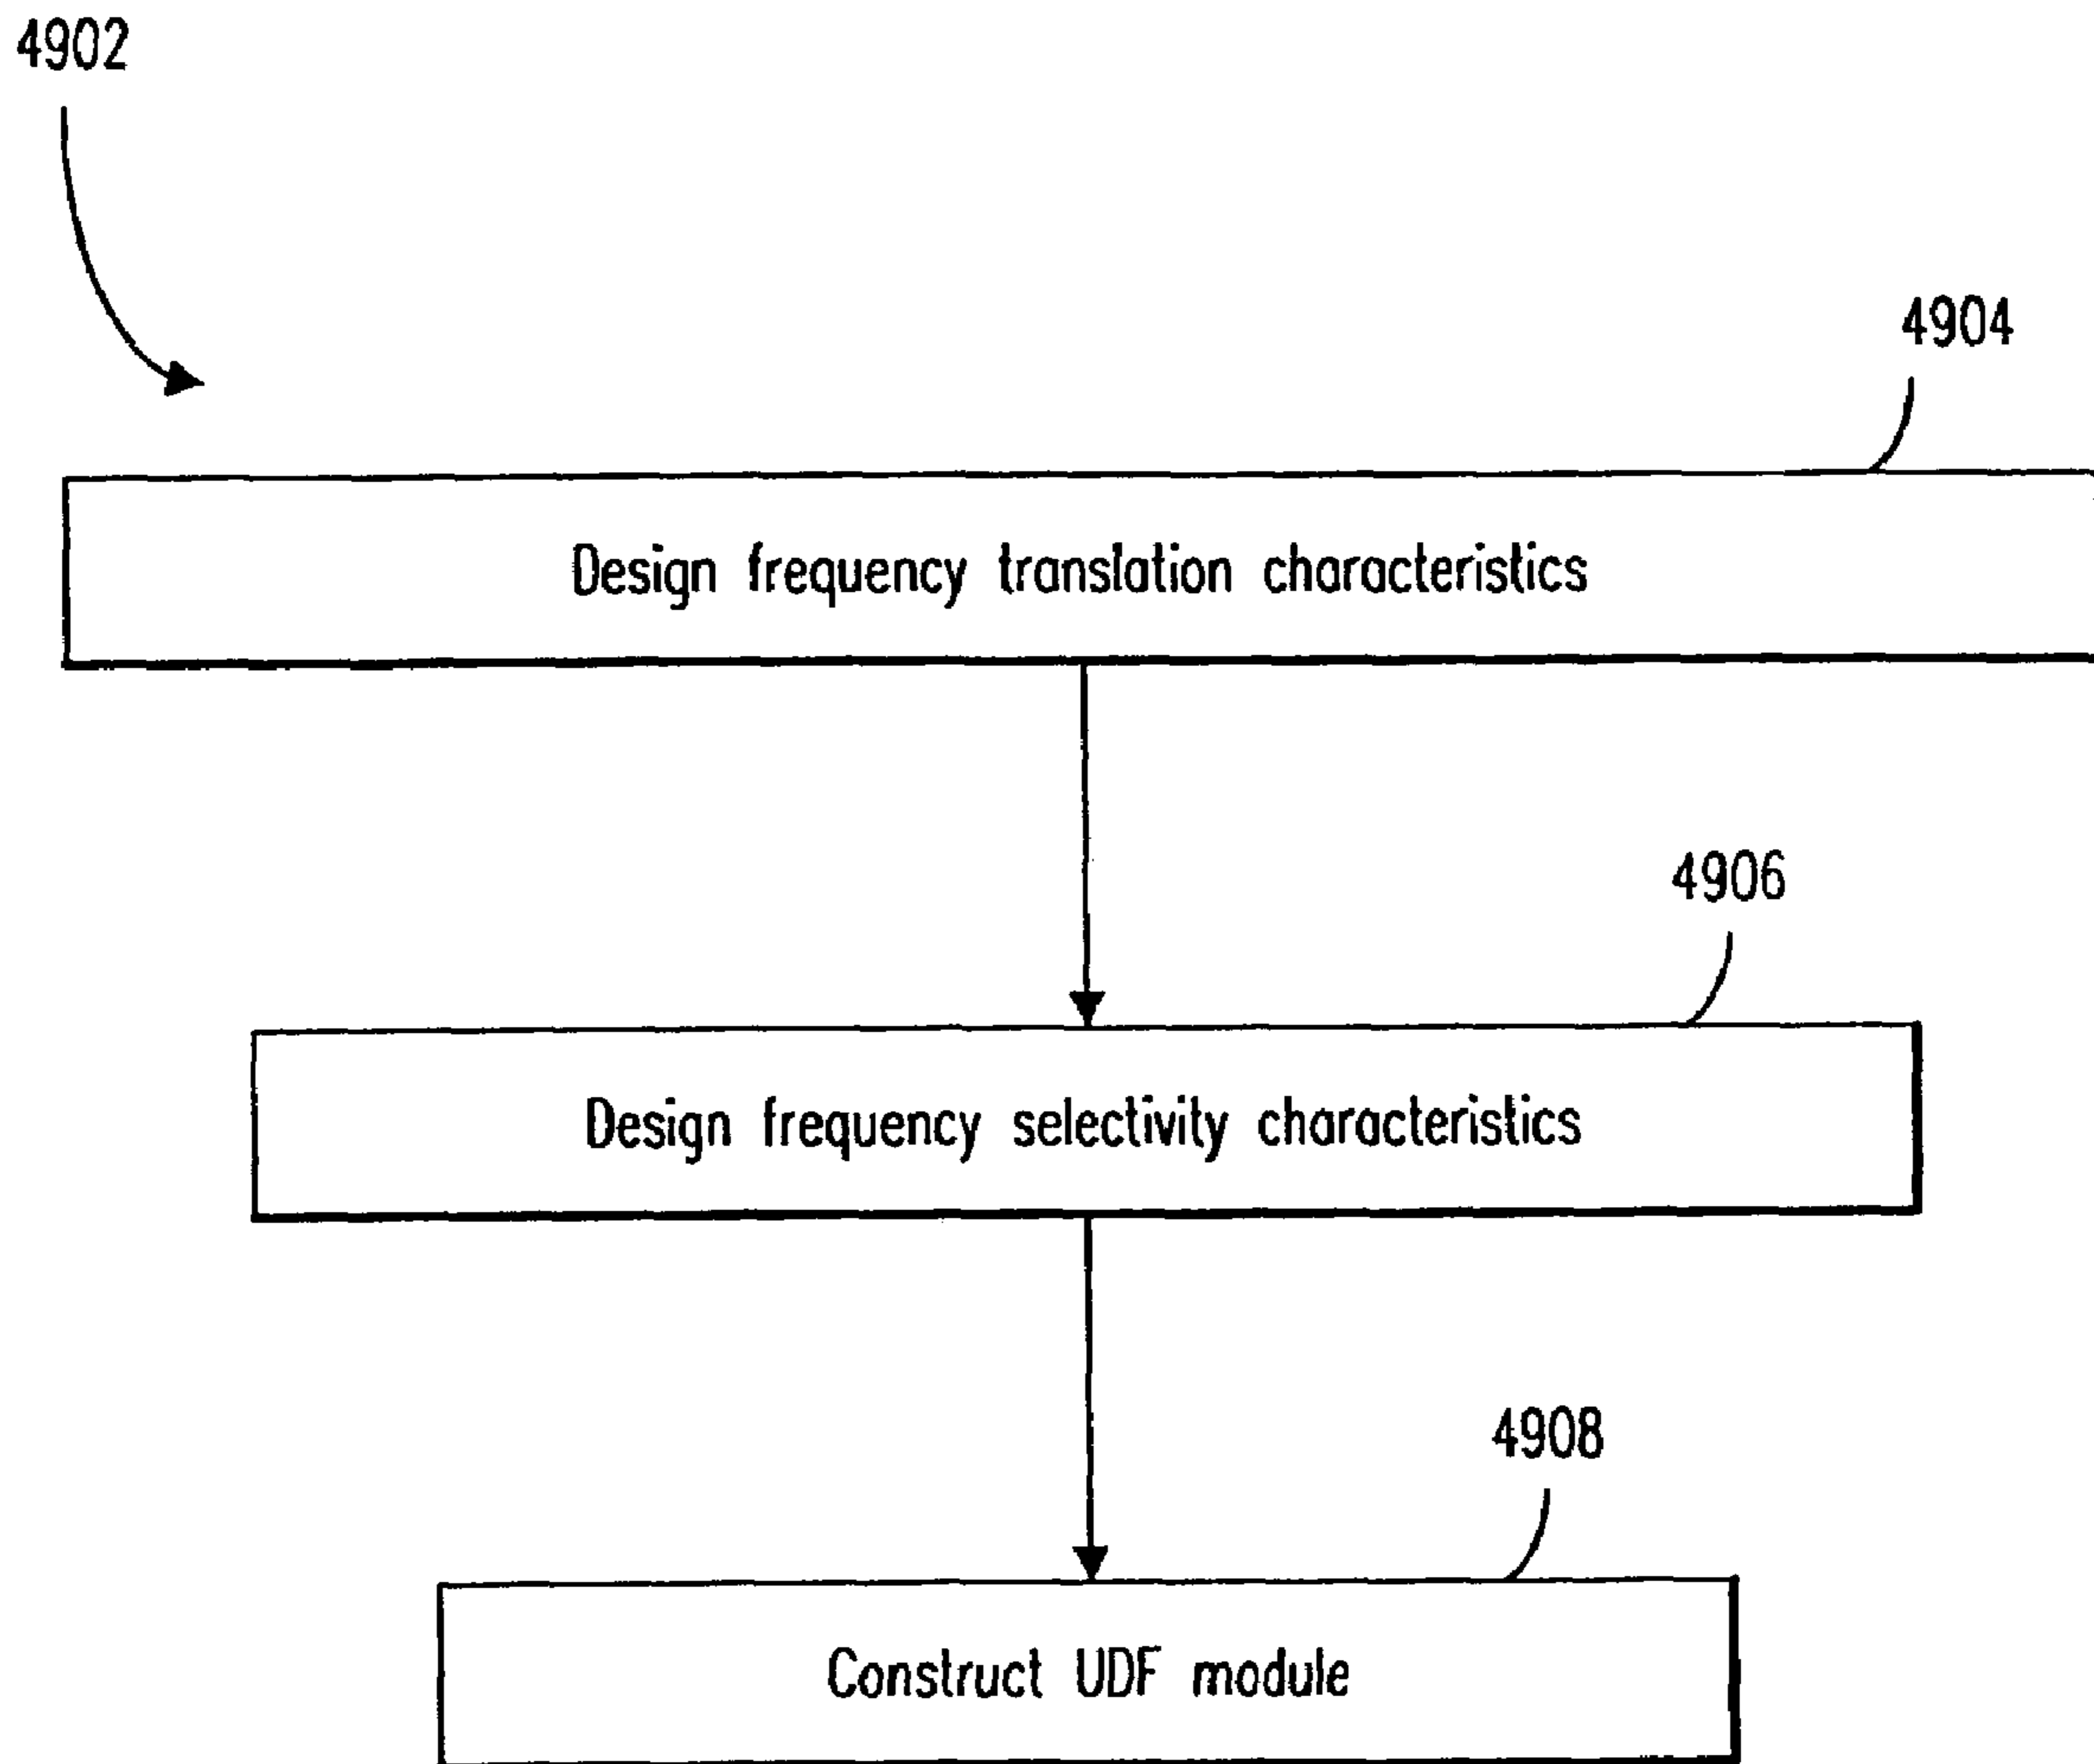 4902
4904
Design frequency translation characteristics
4906
Design frequency selectivity characteristics
4908
Construct UDF module